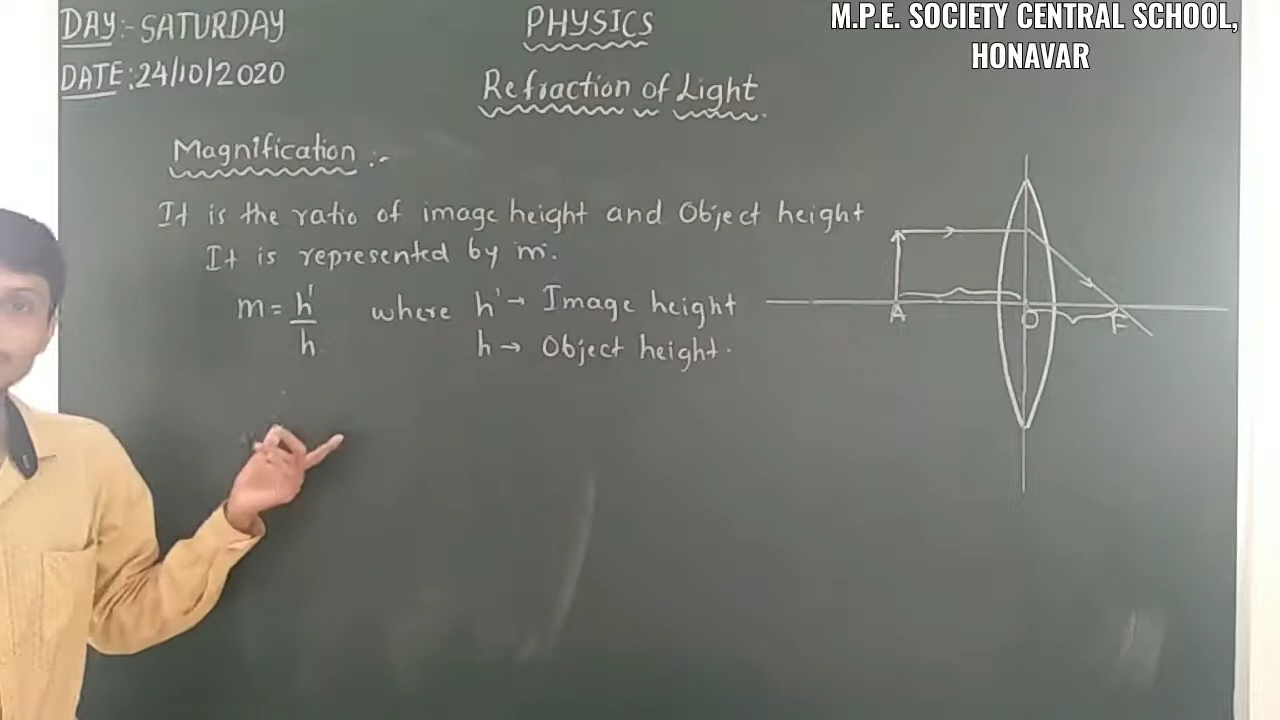 DAY:- SATURDAY
DATE: 24/10/2020
PHYSICS
M.P.E. SOCIETY CENTRAL SCHOOL,
HONAVAR
Refraction of Light
Magnification :-
It is the ratio of image height and Object height
It is represented by m.
m = h'/h where h' → Image height
h → Object height.
A O F